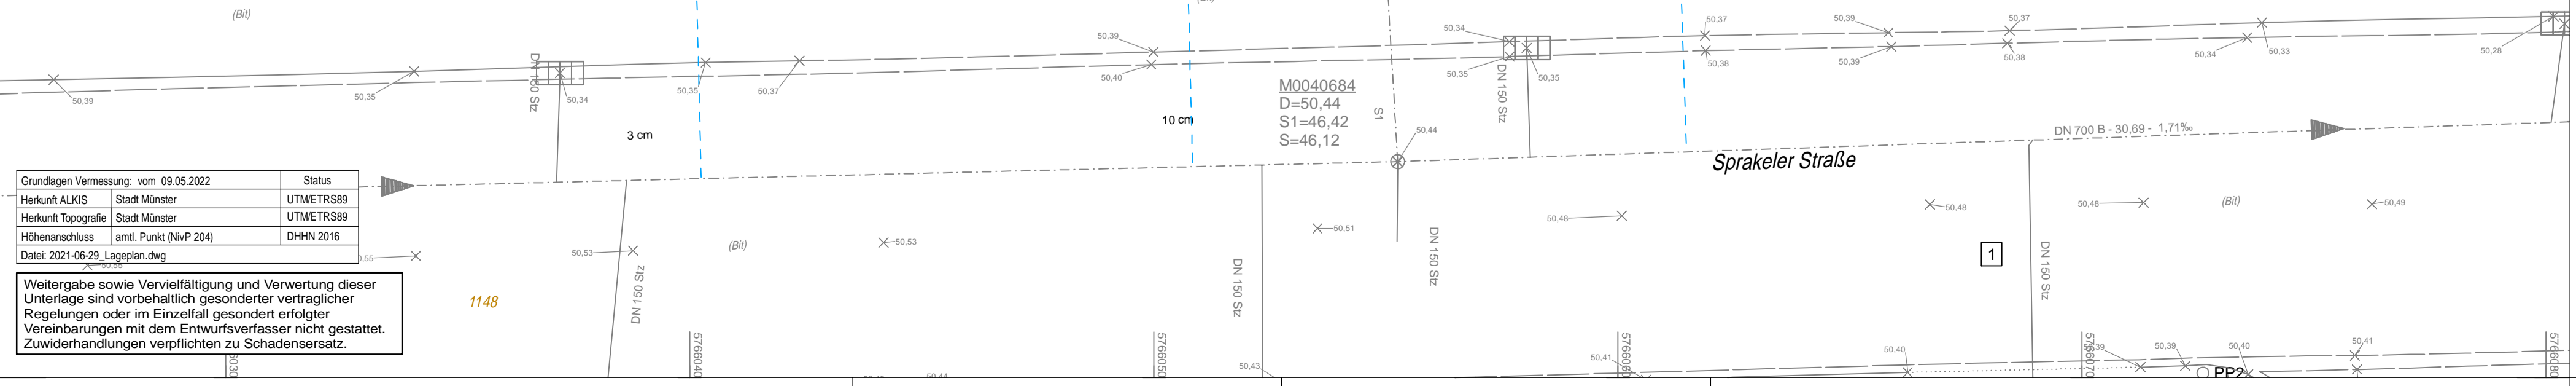 (Bit)
50,39
50,35
DN 150 Stz
50,34
50,35
50,37
50,39
50,40
50,34
50,35
50,35
50,37
50,38
50,39
50,39
50,37
50,38
50,34
50,33
50,28
3 cm
10 cm
M0040684
D=50,44
S1=46,42
S=46,12
S1
50,44
DN 150 Stz
DN 700 B - 30,69 - 1,71‰
Sprakeler Straße
Grundlagen Vermessung: vom 09.05.2022 Status
Herkunft ALKIS Stadt Münster UTM/ETRS89
Herkunft Topografie Stadt Münster UTM/ETRS89
Höhenanschluss amtl. Punkt (NivP 204) DHHN 2016
Datei: 2021-06-29_Lageplan.dwg
50,53
(Bit)
50,53
50,51
50,48
50,48
50,48
(Bit)
50,49
1
DN 150 Stz
DN 150 Stz
DN 150 Stz
DN 150 Stz
Weitergabe sowie Vervielfältigung und Verwertung dieser
Unterlage sind vorbehaltlich gesonderter vertraglicher
Regelungen oder im Einzelfall gesondert erfolgter
Vereinbarungen mit dem Entwurfsverfasser nicht gestattet.
Zuwiderhandlungen verpflichten zu Schadensersatz.
1148
5766040
5766050
5766060
5766070
5766080
50,43
50,41
50,40
50,39
50,39
50,40
50,41
PP2